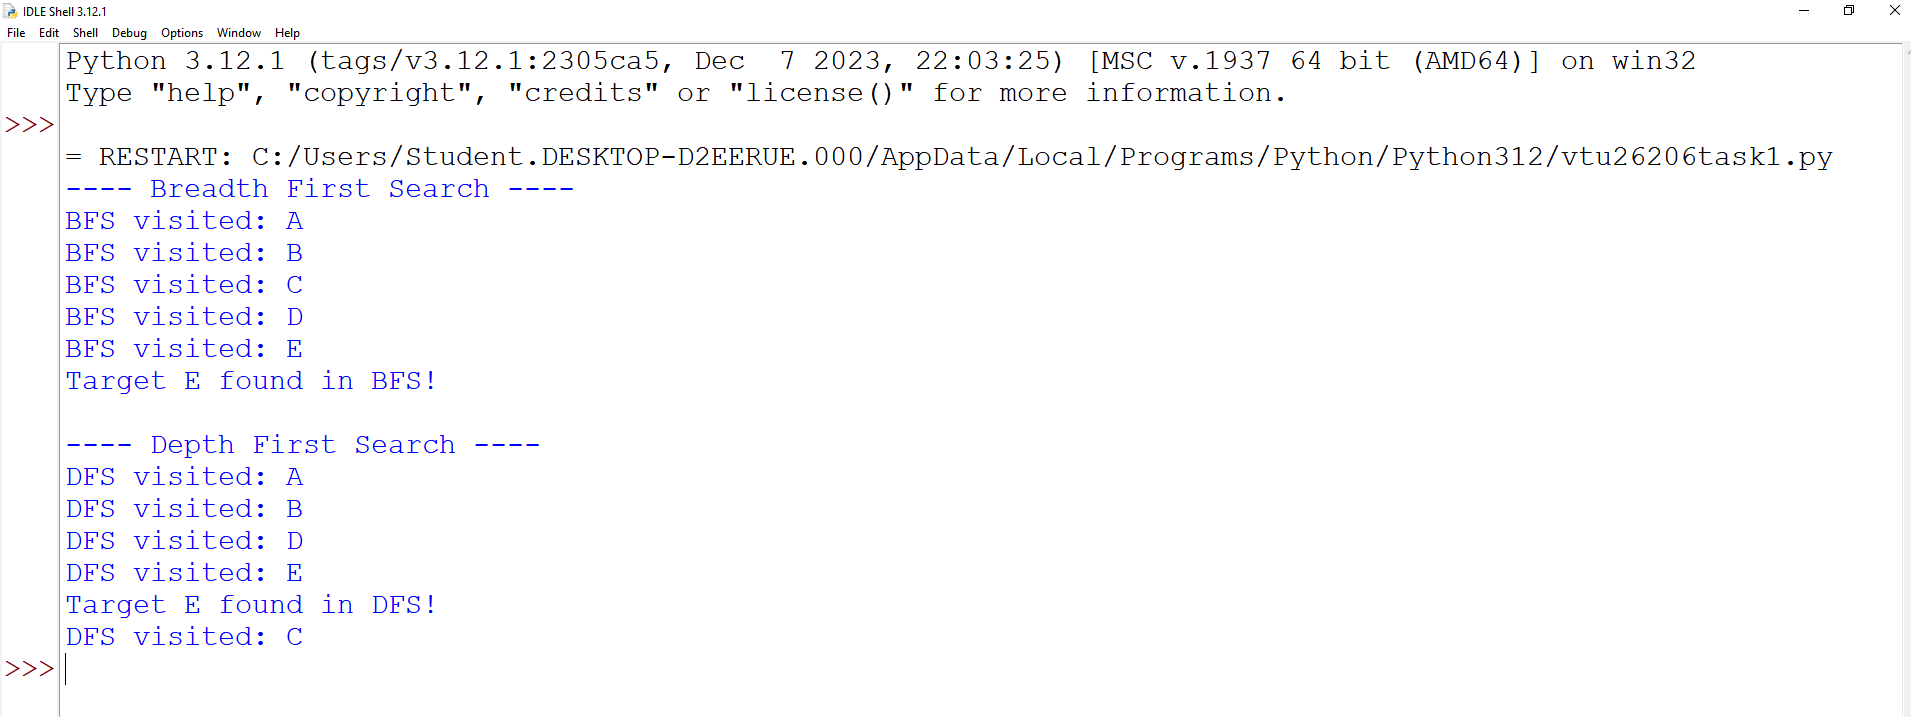 IDLE Shell 3.12.1
File Edit Shell Debug Options Window Help
Python 3.12.1 (tags/v3.12.1:2305ca5, Dec  7 2023, 22:03:25) [MSC v.1937 64 bit (AMD64)] on win32
Type "help", "copyright", "credits" or "license()" for more information.
>>>
= RESTART: C:/Users/Student.DESKTOP-D2EERUE.000/AppData/Local/Programs/Python/Python312/vtu26206task1.py
---- Breadth First Search ----
BFS visited: A
BFS visited: B
BFS visited: C
BFS visited: D
BFS visited: E
Target E found in BFS!
---- Depth First Search ----
DFS visited: A
DFS visited: B
DFS visited: D
DFS visited: E
Target E found in DFS!
DFS visited: C
>>>